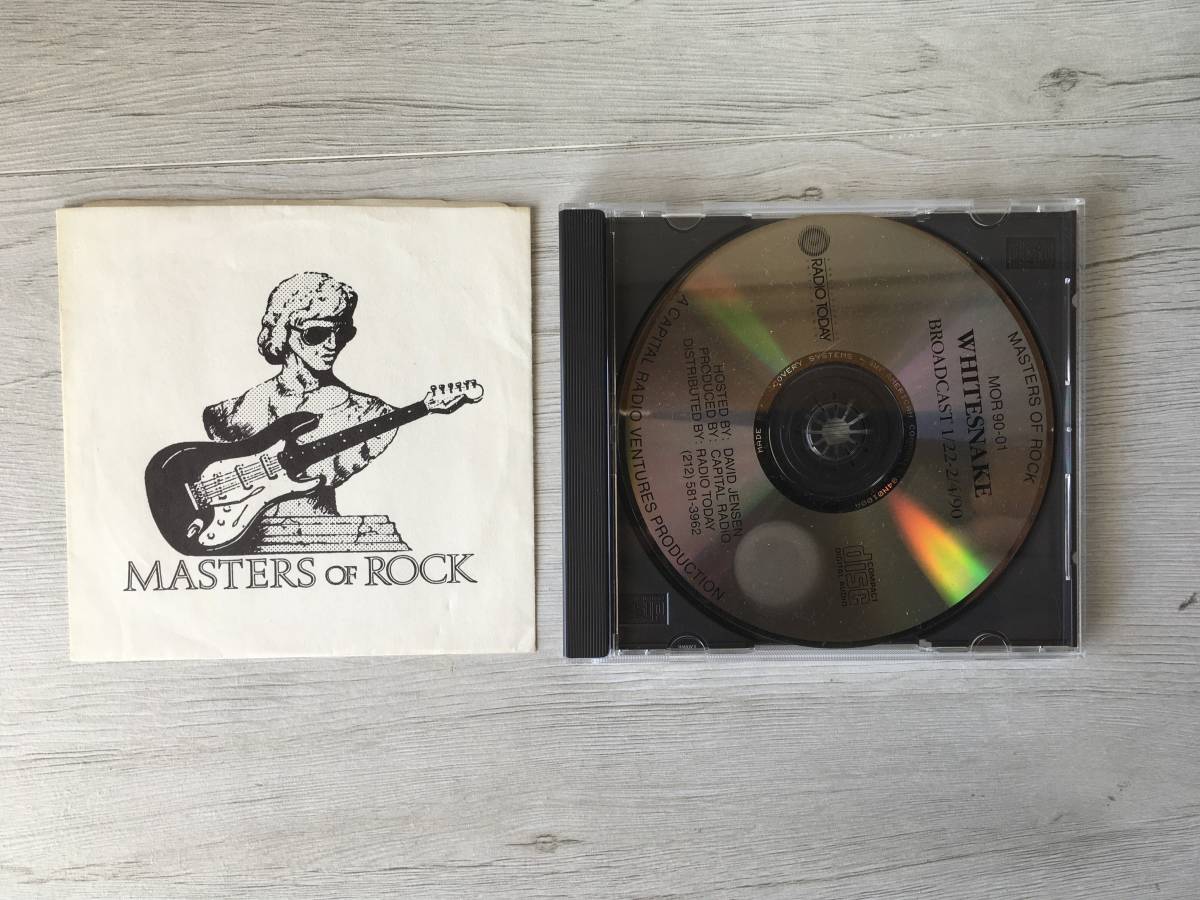 MASTERS OF ROCK
MASTERS OF ROCK
MOR 90-01
WHITESNAKE
BROADCAST 1/22-2/4/90
RADIO TODAY
HOSTED BY: DAVID JENSEN
PRODUCED BY: CAPITAL RADIO
DISTRIBUTED BY: RADIO TODAY
(212) 581-3962
A CAPITAL RADIO VENTURES PRODUCTION
COMPACT
disc
DIGITAL AUDIO
MADE